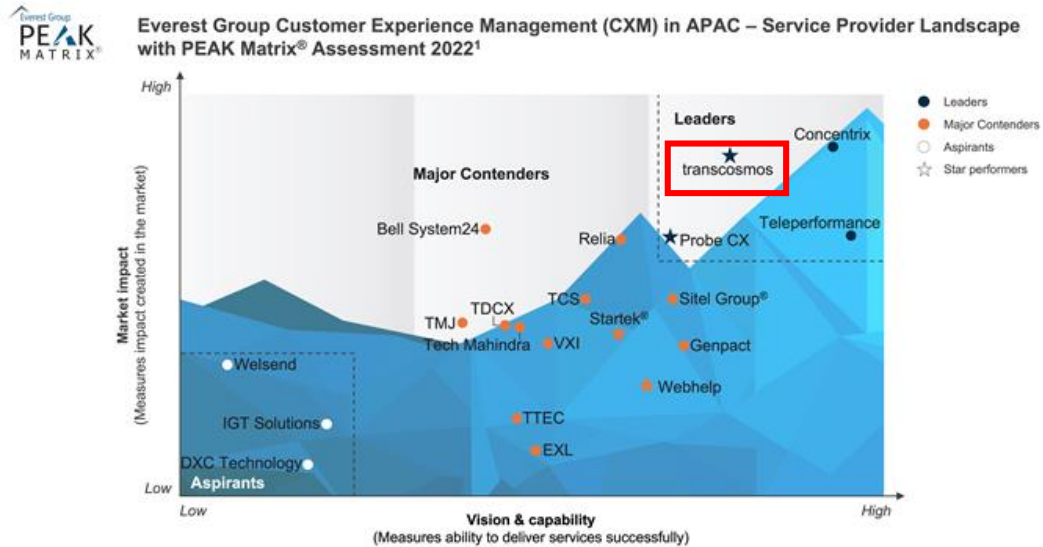 Everest Group
PEAK
MATRIX®
Everest Group Customer Experience Management (CXM) in APAC – Service Provider Landscape
with PEAK Matrix® Assessment 2022¹
High
Market impact
(Measures impact created in the market)
Low
Leaders
Major Contenders
Aspirants
Star performers
Leaders
Concentrix
transcosmos
Major Contenders
Teleperformance
Bell System24
Relia
Probe CX
TCS
Sitel Group®
TDCX
Startek®
TMJ
Tech Mahindra
VXI
Genpact
Welsend
Webhelp
IGT Solutions
TTEC
EXL
DXC Technology
Aspirants
Low
Vision & capability
High
(Measures ability to deliver services successfully)